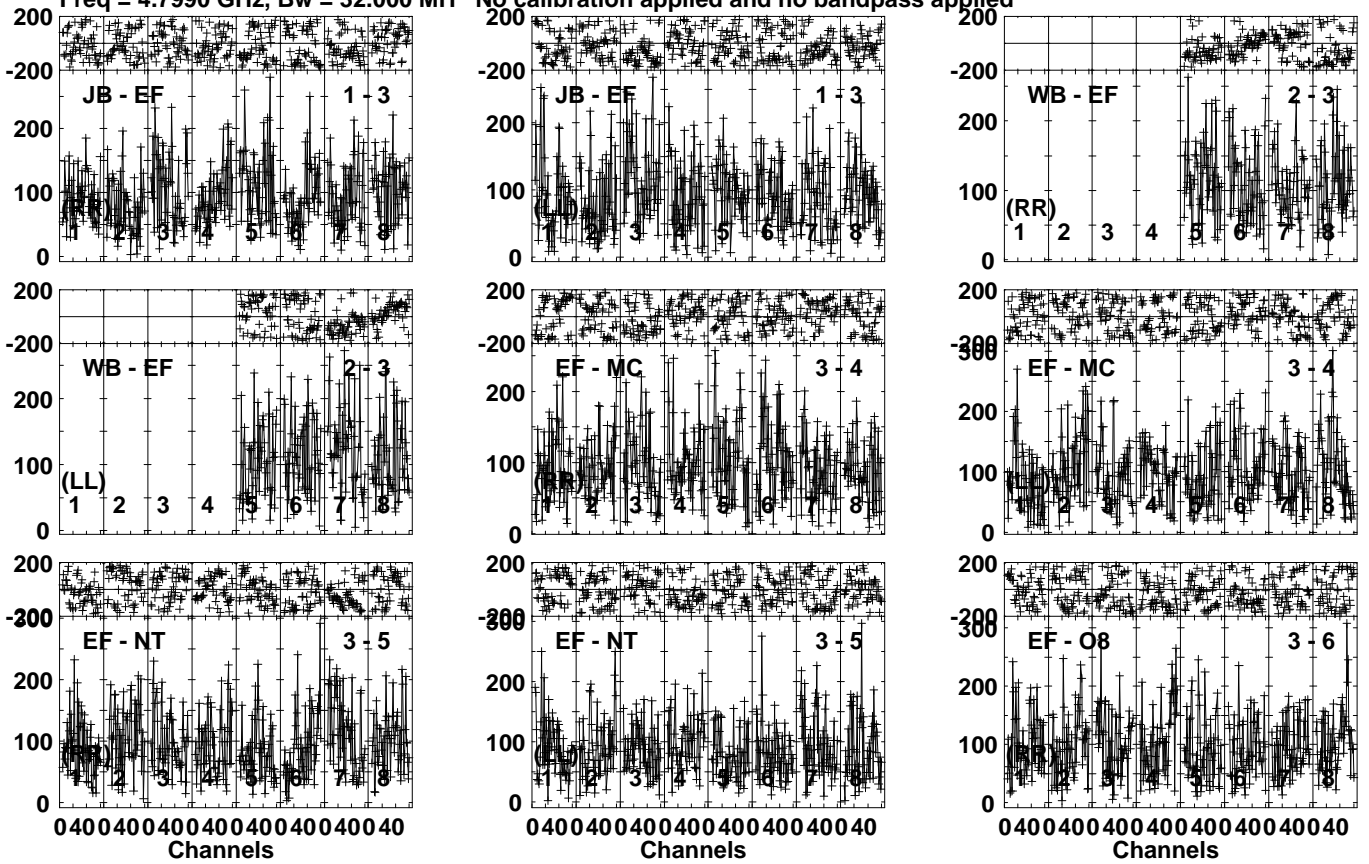 Freq = 4.7990 GHz, Bw = 32.000 MH No calibration applied and no bandpass applied
200 200 200
-200 -200 -200
JB - EF 1 - 3 JB - EF 1 - 3 WB - EF 2 - 3
200 200 200
100 100 100
(RR) (LL) (RR)
1 2 3 4 5 6 7 8 1 2 3 4 5 6 7 8 1 2 3 4 5 6 7 8
0 0 0
200 200 200
-200 -200 -200
300
WB - EF 2 - 3 EF - MC 3 - 4 EF - MC 3 - 4
200 200 200
100 100 100
(LL) (RR) (LL)
1 2 3 4 5 6 7 8 1 2 3 4 5 6 7 8 1 2 3 4 5 6 7 8
0 0 0
200 200 200
-200 -200 -200
300 300 300
EF - NT 3 - 5 EF - NT 3 - 5 EF - O8 3 - 6
200 200 200
100 100 100
(RR) (LL) (RR)
1 2 3 4 5 6 7 8 1 2 3 4 5 6 7 8 1 2 3 4 5 6 7 8
0 0 0
0 40 0 40 0 40 0 40 0 40 0 40 0 40 0 40 0 40 0 40 0 40 0 40 0 40 0 40 0 40 0 40 0 40 0 40 0 40 0 40 0 40 0 40 0 40 0 40
Channels Channels Channels